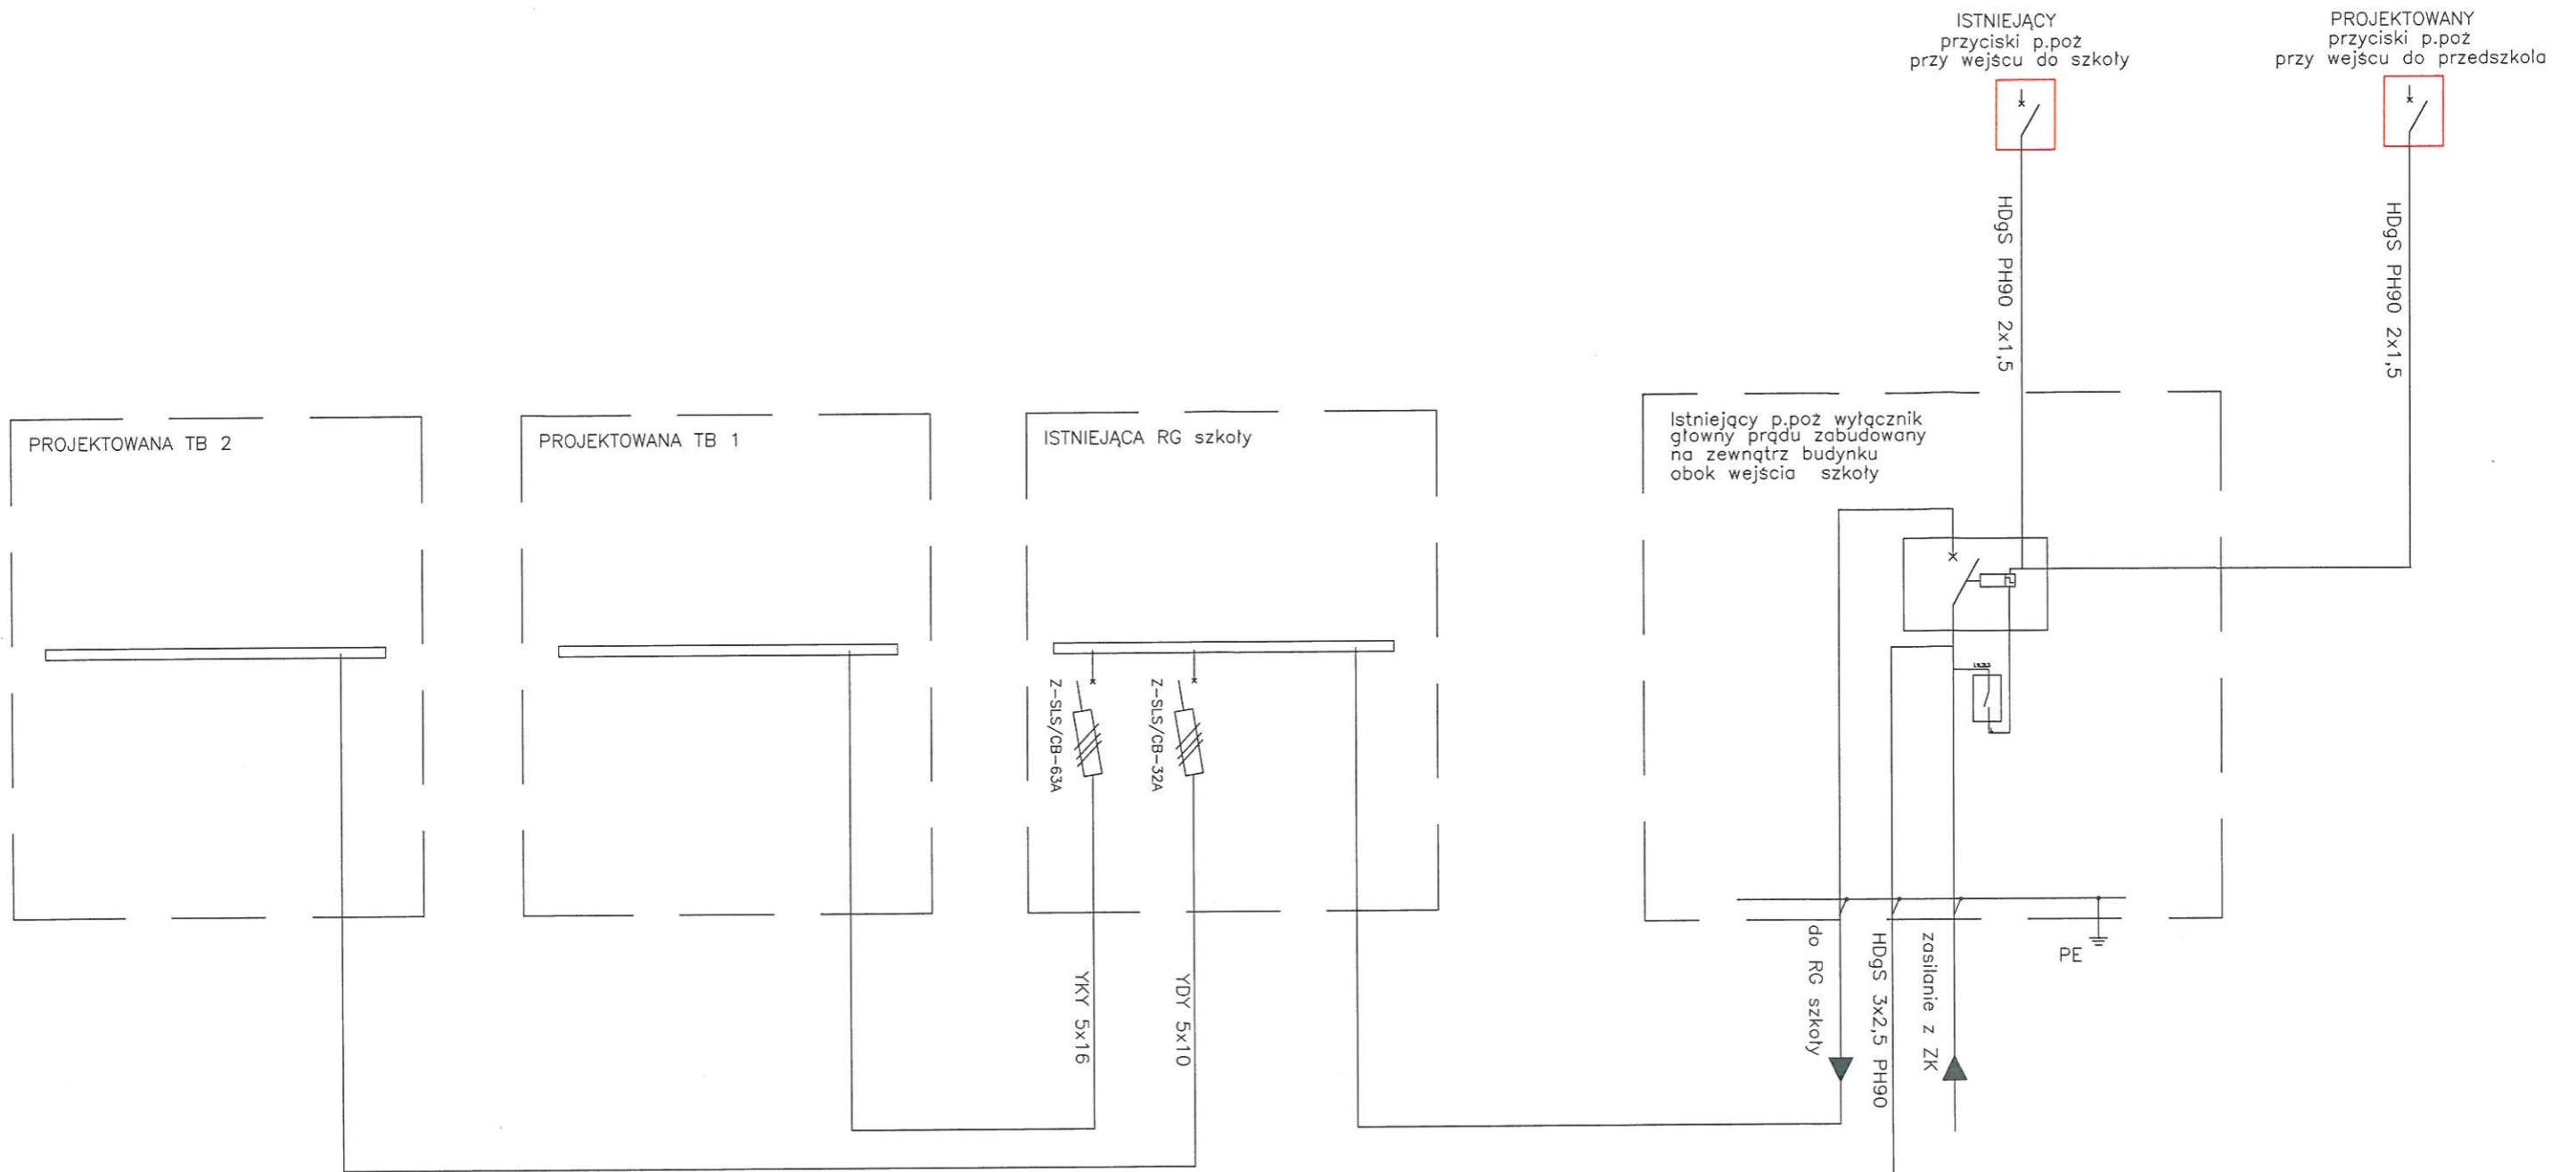 ISTNIEJĄCY
przyciski p.poż
przy wejścu do szkoły
PROJEKTOWANY
przyciski p.poż
przy wejścu do przedszkola
HDgS PH90 2x1,5
HDgS PH90 2x1,5
PROJEKTOWANA TB 2
PROJEKTOWANA TB 1
ISTNIEJĄCA RG szkoły
Istniejący p.poż wyłącznik
głowny prądu zabudowany
na zewnątrz budynku
obok wejścia szkoły
Z-SLS/CB-63A
Z-SLS/CB-32A
YKY 5x16
YDY 5x10
do RG szkoły
HDgS 3x2,5 PH90
zasilanie z ZK
PE